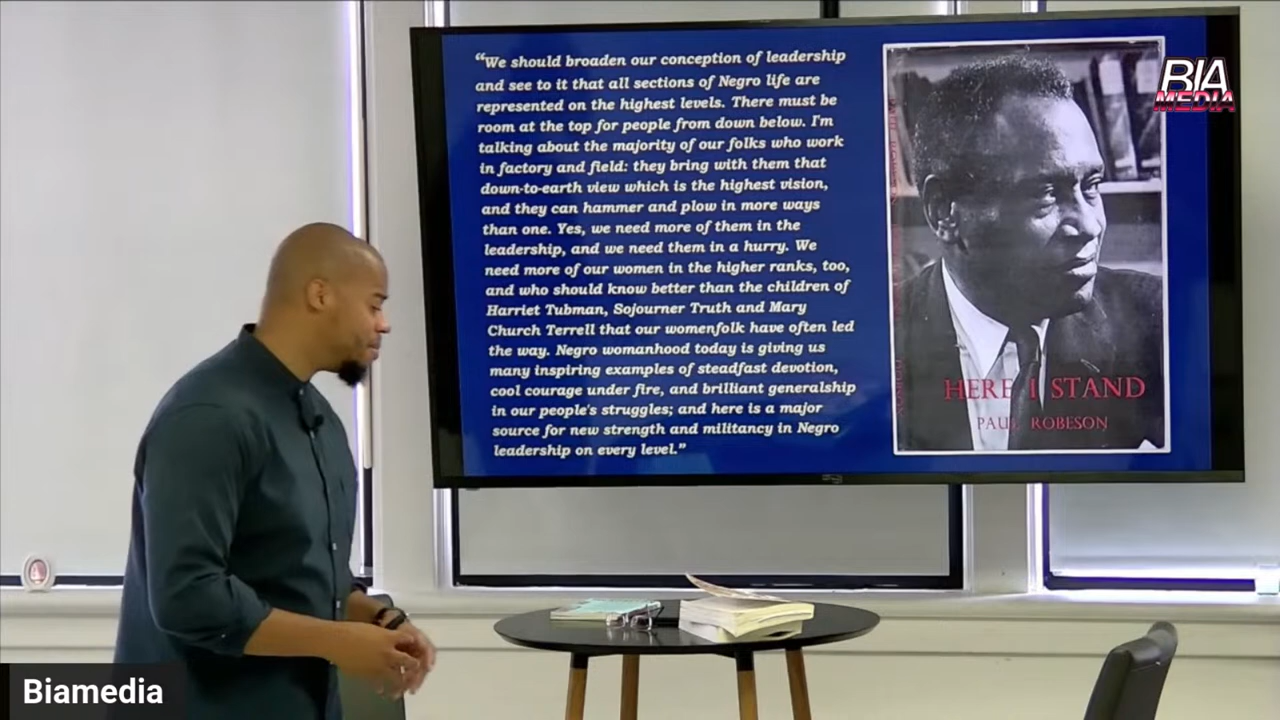 “We should broaden our conception of leadership
and see to it that all sections of Negro life are
represented on the highest levels. There must be
room at the top for people from down below. I'm
talking about the majority of our folks who work
in factory and field: they bring with them that
down-to-earth view which is the highest vision,
and they can hammer and plow in more ways
than one. Yes, we need more of them in the
leadership, and we need them in a hurry. We
need more of our women in the higher ranks, too,
and who should know better than the children of
Harriet Tubman, Sojourner Truth and Mary
Church Terrell that our womenfolk have often led
the way. Negro womanhood today is giving us
many inspiring examples of steadfast devotion,
cool courage under fire, and brilliant generalship
in our people's struggles; and here is a major
source for new strength and militancy in Negro
leadership on every level.”
HERE I STAND
PAUL ROBESON
BIA
MEDIA
Biamedia